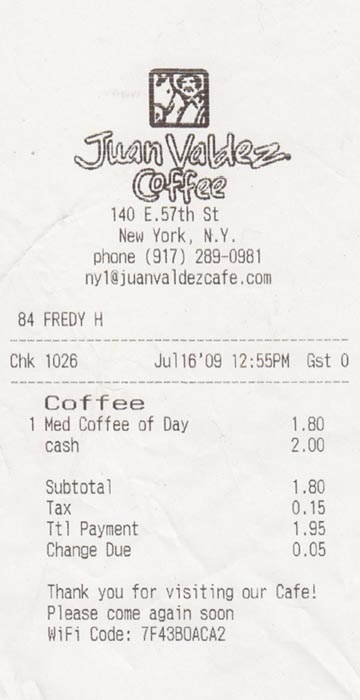 Juan Valdez
Coffee
140 E.57th St
New York, N.Y.
phone (917) 289-0981
ny1@juanvaldezcafe.com
84 FREDY H
Chk 1026 Jul16'09 12:55PM Gst 0
Coffee
1 Med Coffee of Day 1.80
cash 2.00
Subtotal 1.80
Tax 0.15
Ttl Payment 1.95
Change Due 0.05
Thank you for visiting our Cafe!
Please come again soon
WiFi Code: 7F43B0ACA2